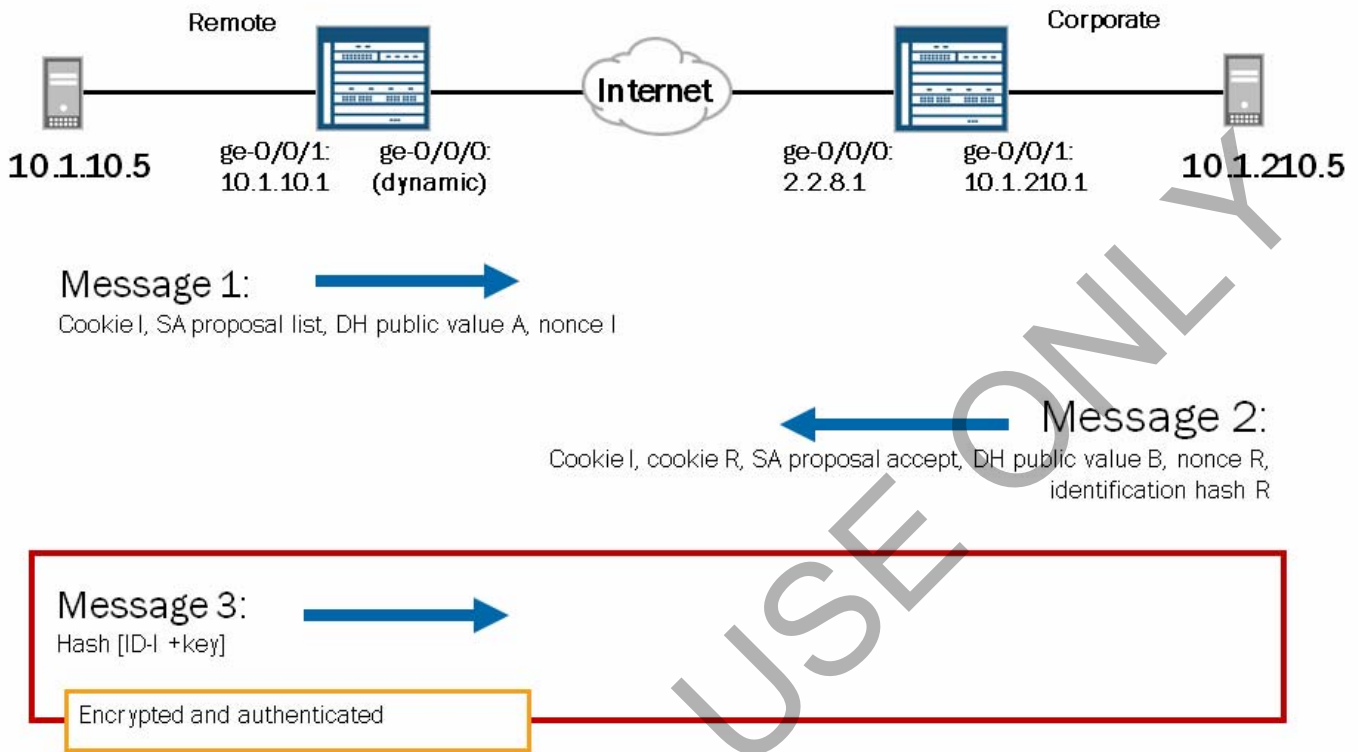 Remote
Corporate
Internet
10.1.10.5
ge-0/0/1:
10.1.10.1
ge-0/0/0:
(dynamic)
ge-0/0/0:
2.2.8.1
ge-0/0/1:
10.1.210.1
10.1.210.5
Message 1:
Cookie I, SA proposal list, DH public value A, nonce I
Message 2:
Cookie I, cookie R, SA proposal accept, DH public value B, nonce R,
identification hash R
Message 3:
Hash [ID-I +key]
Encrypted and authenticated
USE ONLY